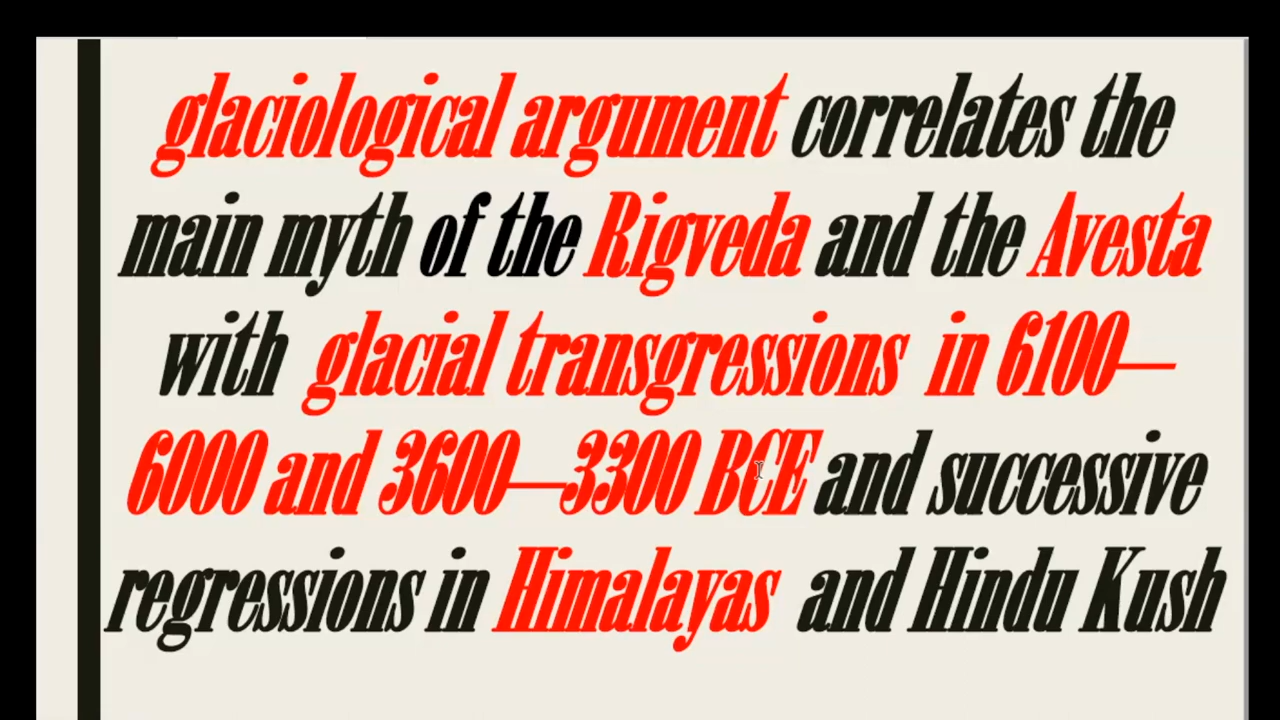 glaciological argument correlates the
main myth of the Rigveda and the Avesta
with glacial transgressions in 6100—
6000 and 3600—3300 BCE and successive
regressions in Himalayas and Hindu Kush